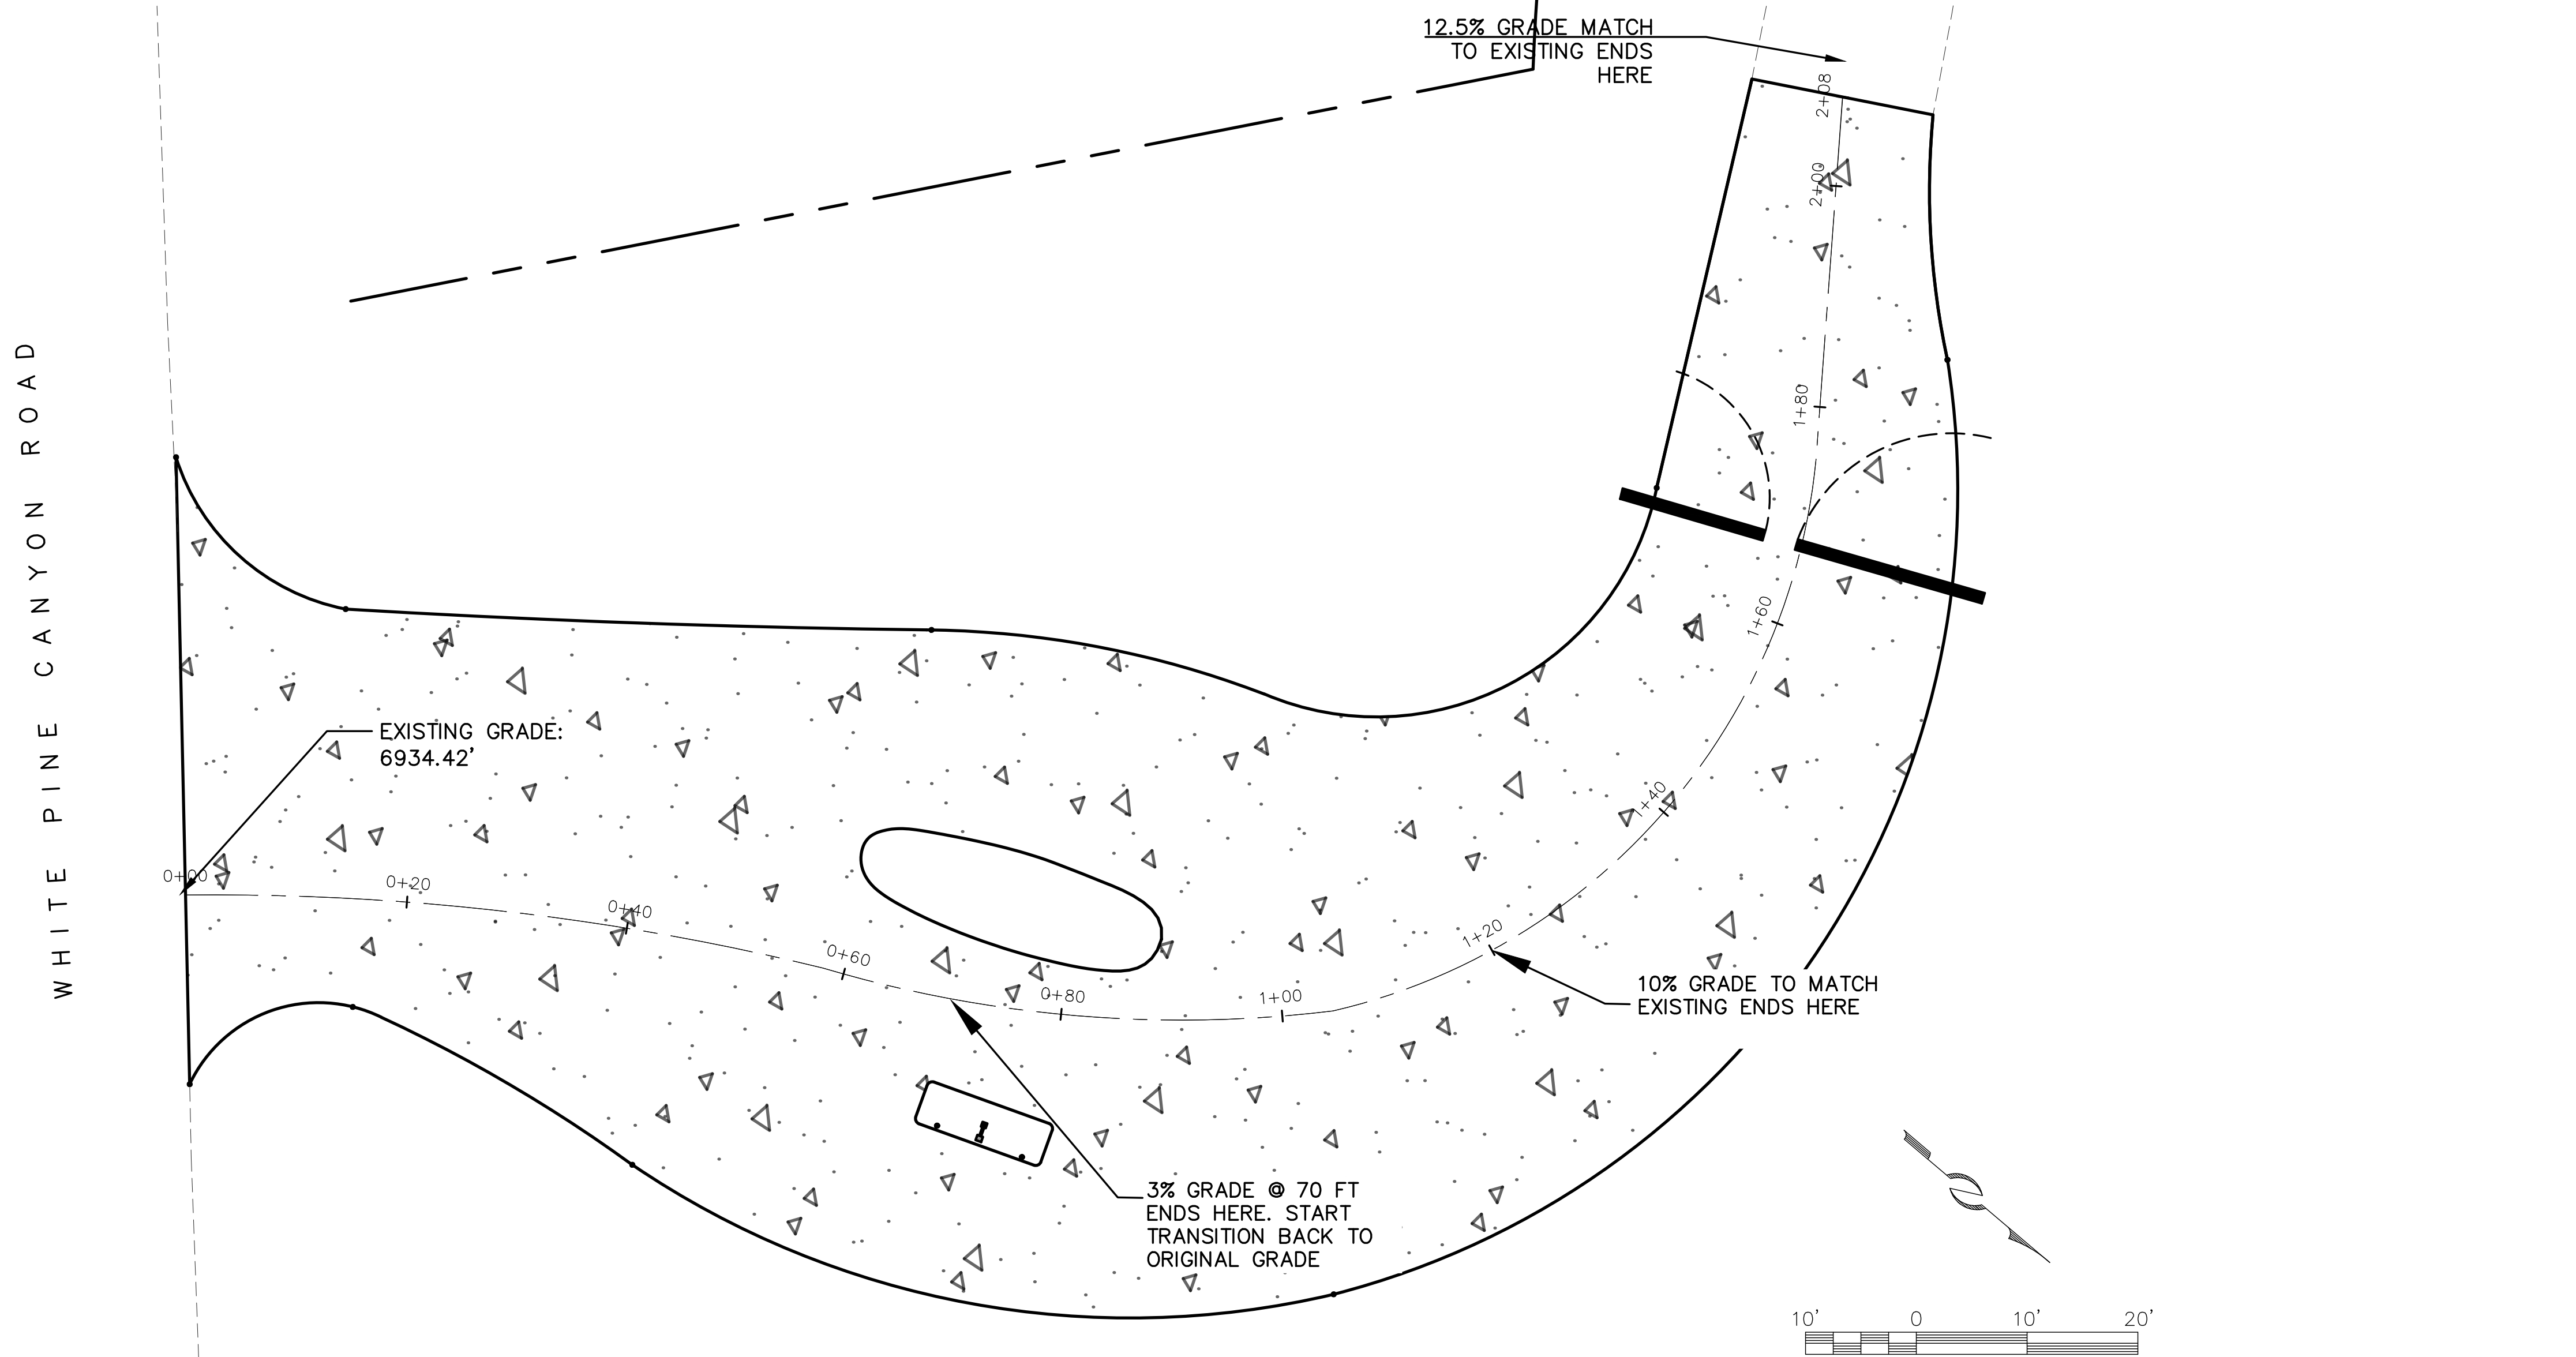 12.5% GRADE MATCH
TO EXISTING ENDS
HERE
2+08
2+00
1+80
1+60
1+40
1+20
1+00
0+80
0+60
0+40
0+20
0+00
WHITE PINE CANYON ROAD
EXISTING GRADE:
6934.42'
10% GRADE TO MATCH
EXISTING ENDS HERE
3% GRADE @ 70 FT
ENDS HERE. START
TRANSITION BACK TO
ORIGINAL GRADE
10' 0 10' 20'